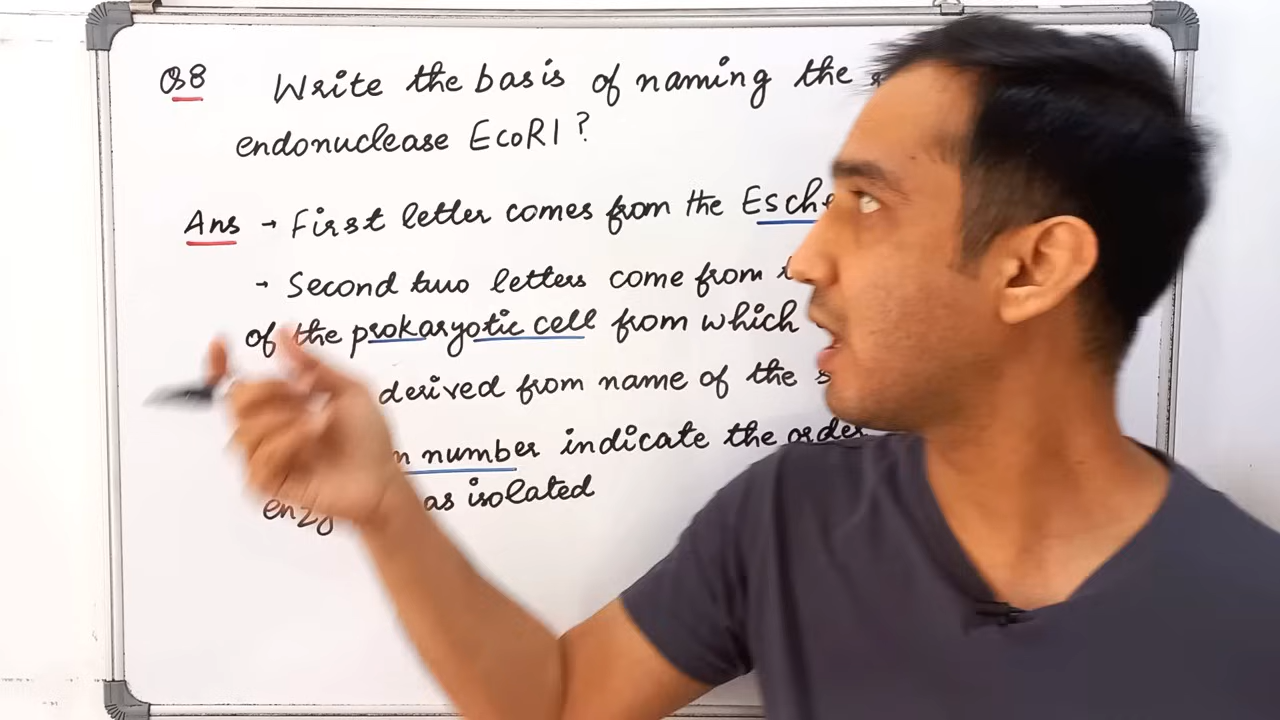 Q8 Write the basis of naming the
endonuclease EcoRI ?
Ans → First letter comes from the Esche
→ Second two letters come from
of the prokaryotic cell from which
derived from name of the
number indicate the order
as isolated